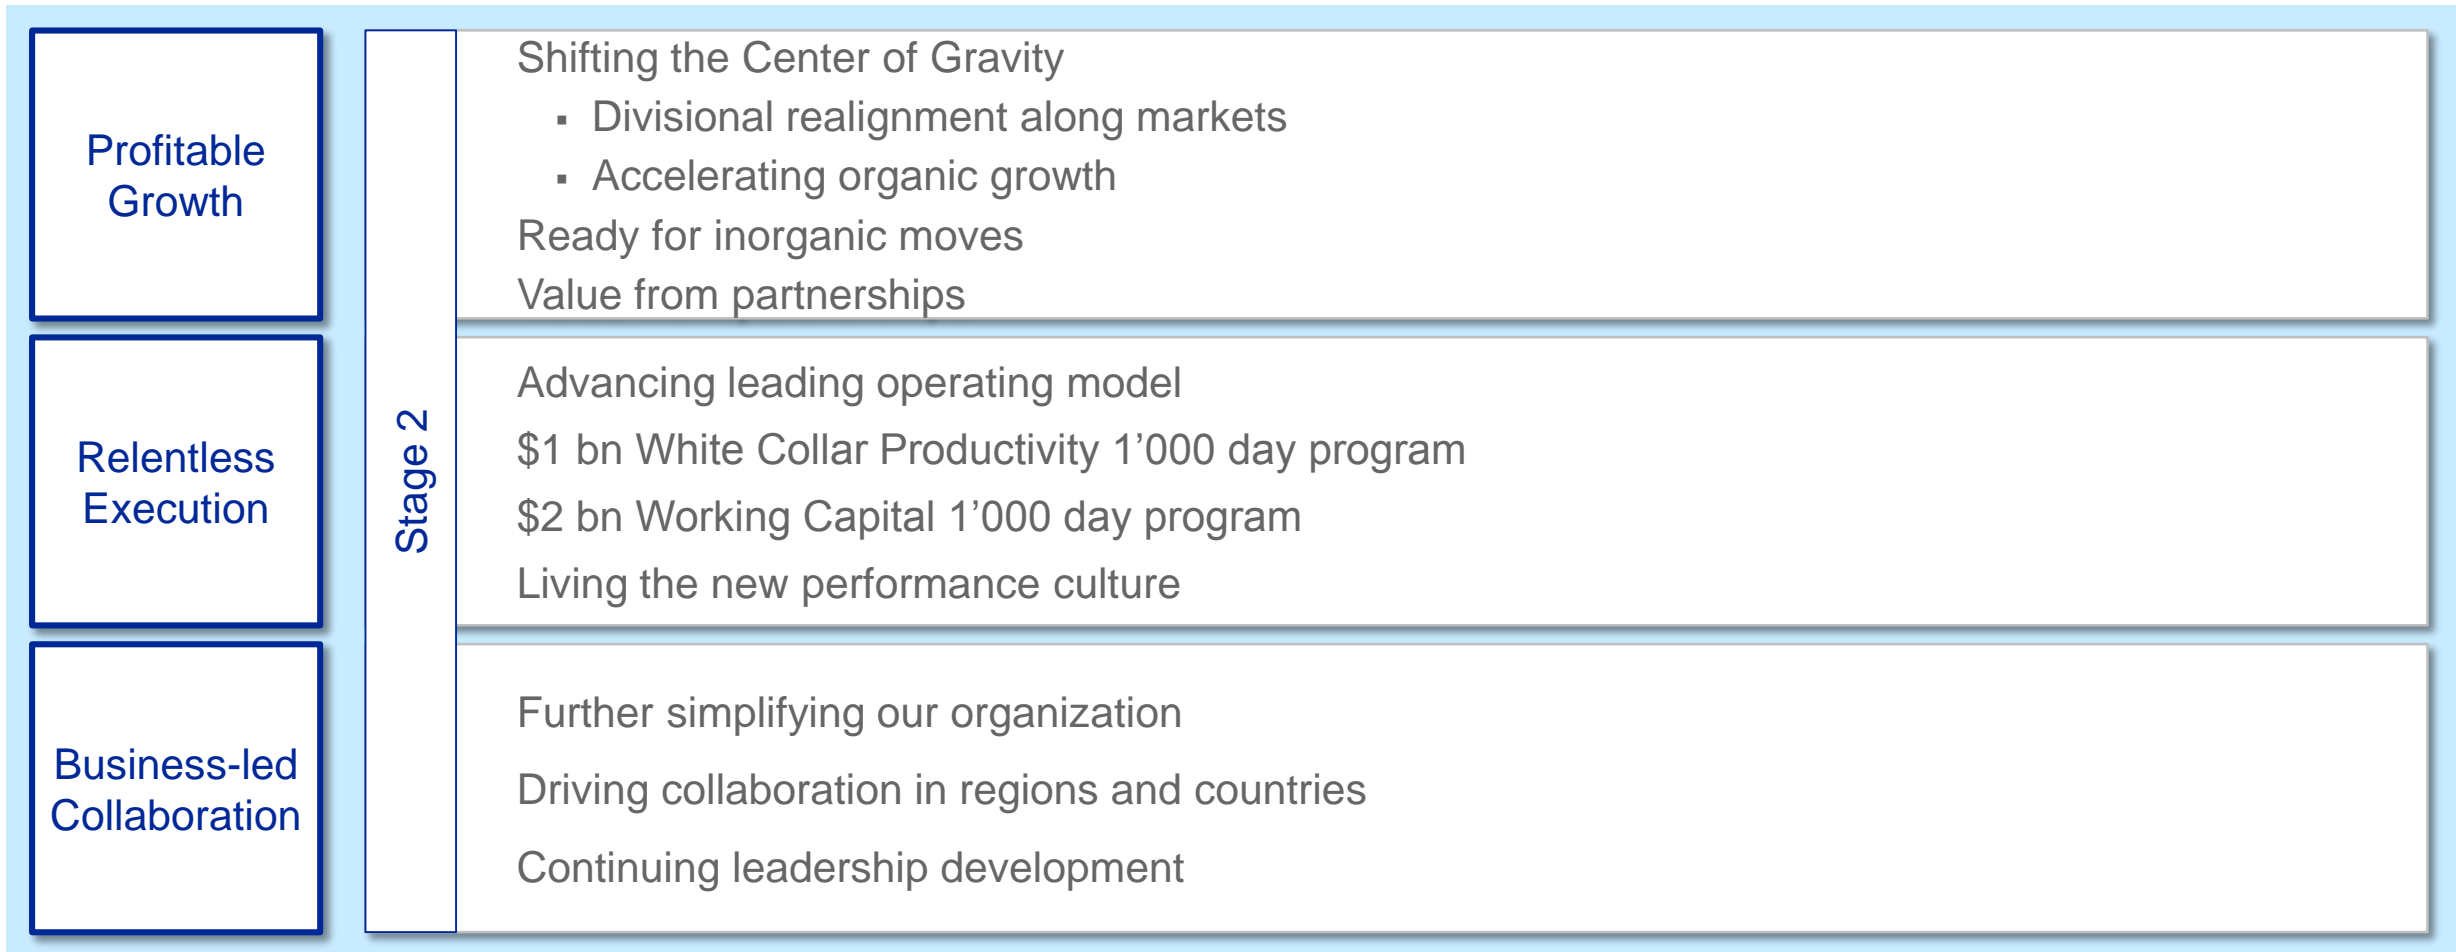 Profitable
Growth
Stage 2
Shifting the Center of Gravity
▪ Divisional realignment along markets
▪ Accelerating organic growth
Ready for inorganic moves
Value from partnerships
Relentless
Execution
Advancing leading operating model
$1 bn White Collar Productivity 1’000 day program
$2 bn Working Capital 1’000 day program
Living the new performance culture
Business-led
Collaboration
Further simplifying our organization
Driving collaboration in regions and countries
Continuing leadership development